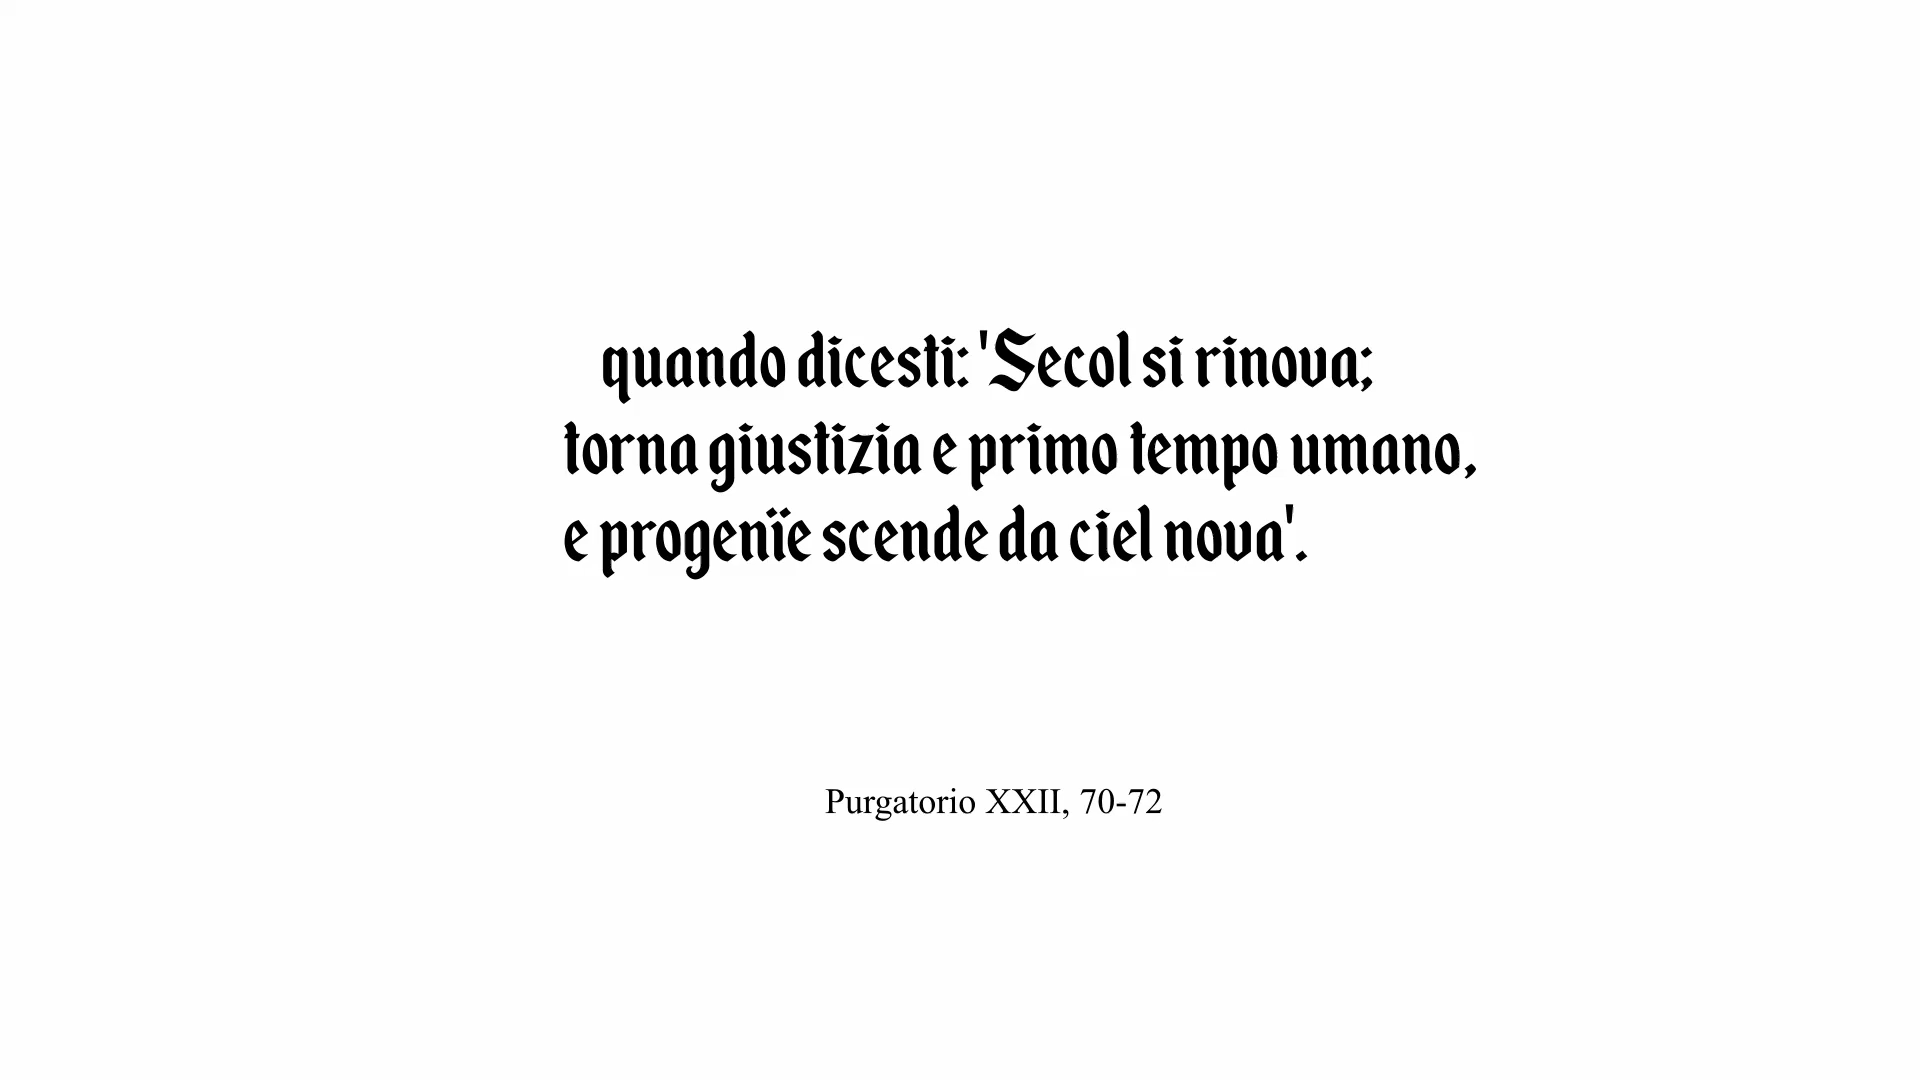 quando dicesti: 'Secol si rinova;
torna giustizia e primo tempo umano,
e progenïe scende da ciel nova'.
Purgatorio XXII, 70-72